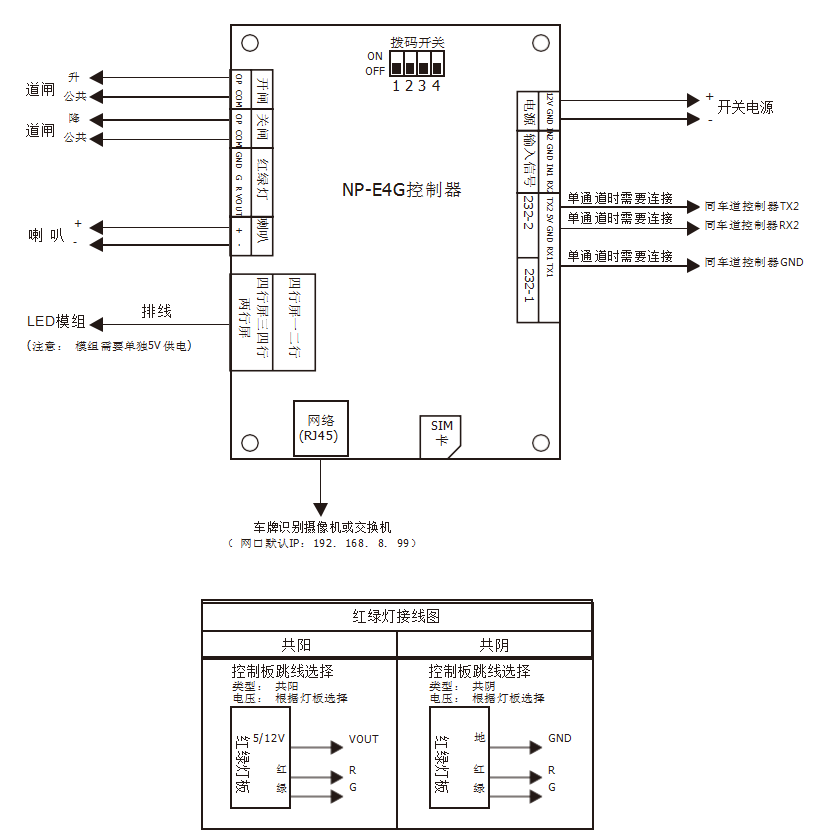 拨码开关
ON
OFF
1 2 3 4
道闸
升
公共
道闸
降
公共
OP COM
开闸
OP COM
关闸
GND G R VOUT
红绿灯
喇 叭
+
-
+ -
喇叭
NP-E4G控制器
电源
12V GND
输入信号
IN2 GND IN1
232-2
RX2 TX2 5V
232-1
GND RX1 TX1
+
-
开关电源
单通道时需要连接
同车道控制器TX2
单通道时需要连接
同车道控制器RX2
单通道时需要连接
同车道控制器GND
LED模组
排线
(注意: 模组需要单独5V供电)
两行屏
四行屏三四行
四行屏一二行
网络
(RJ45)
SIM
卡
车牌识别摄像机或交换机
( 网口默认IP: 192. 168. 8. 99)
红绿灯接线图
共阳
共阴
控制板跳线选择
类型: 共阳
电压: 根据灯板选择
红绿灯板
5/12V
VOUT
红
R
绿
G
控制板跳线选择
类型: 共阴
电压: 根据灯板选择
红绿灯板
地
GND
红
R
绿
G